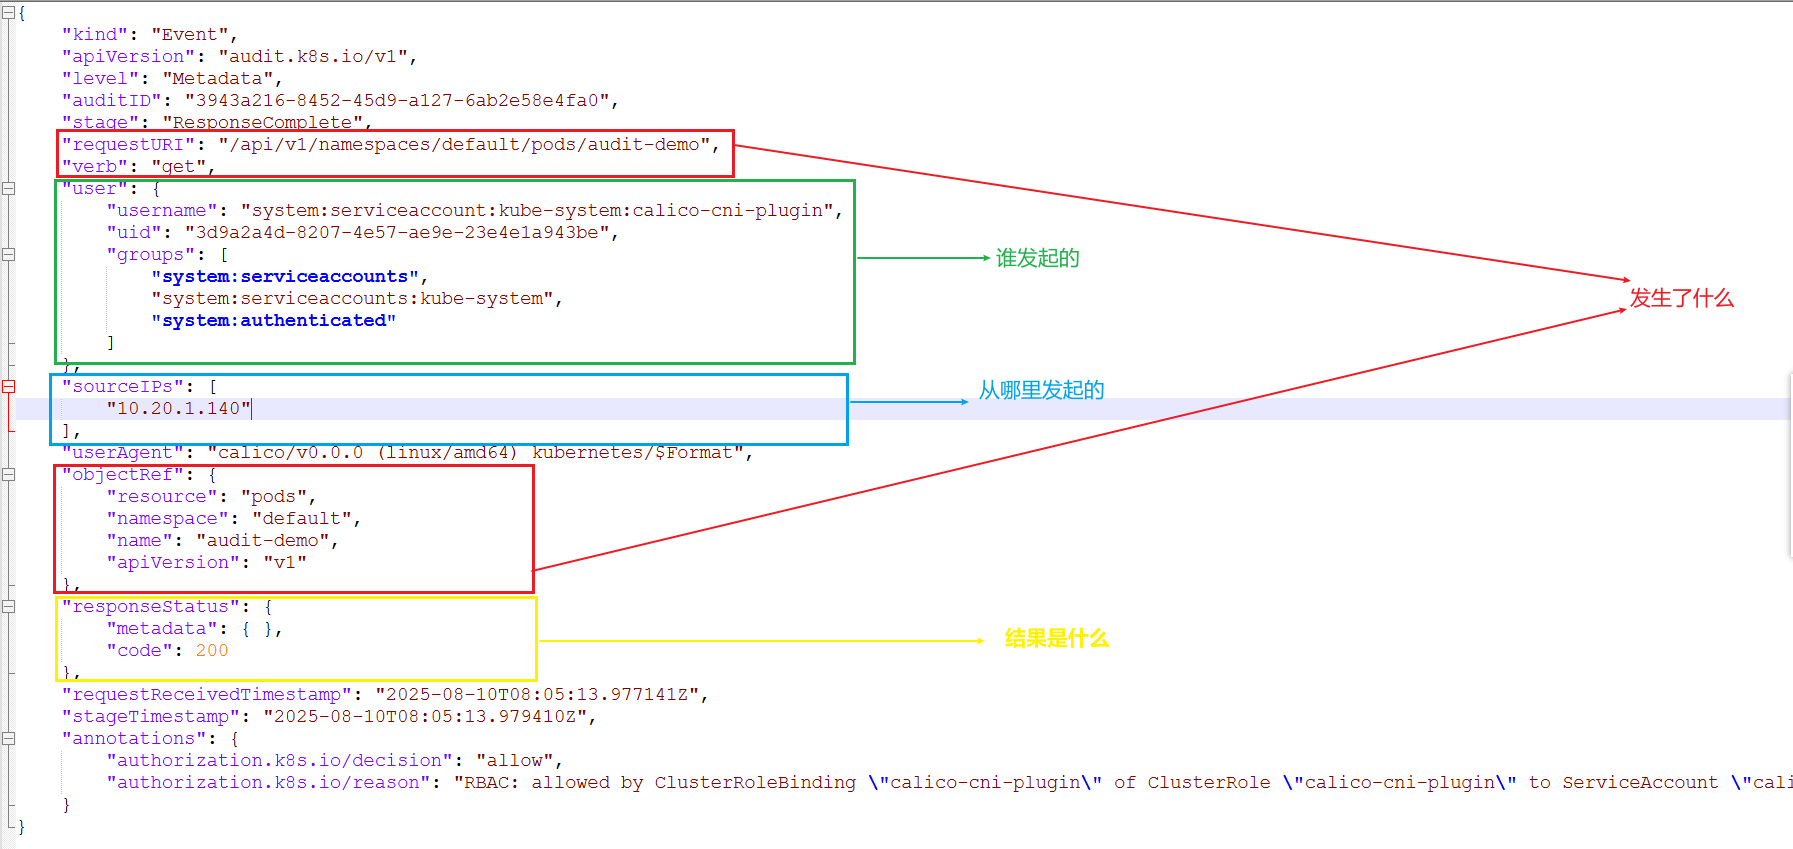 {
"kind": "Event",
"apiVersion": "audit.k8s.io/v1",
"level": "Metadata",
"auditID": "3943a216-8452-45d9-a127-6ab2e58e4fa0",
"stage": "ResponseComplete",
"requestURI": "/api/v1/namespaces/default/pods/audit-demo",
"verb": "get",
"user": {
"username": "system:serviceaccount:kube-system:calico-cni-plugin",
"uid": "3d9a2a4d-8207-4e57-ae9e-23e4e1a943be",
"groups": [
谁发起的
"system:serviceaccounts",
"system:serviceaccounts:kube-system",
发生了什么
"system:authenticated"
]
},
"sourceIPs": [
从哪里发起的
"10.20.1.140"
],
"userAgent": "calico/v0.0.0 (linux/amd64) kubernetes/$Format",
"objectRef": {
"resource": "pods",
"namespace": "default",
"name": "audit-demo",
"apiVersion": "v1"
},
"responseStatus": {
"metadata": { },
结果是什么
"code": 200
},
"requestReceivedTimestamp": "2025-08-10T08:05:13.977141Z",
"stageTimestamp": "2025-08-10T08:05:13.979410Z",
"annotations": {
"authorization.k8s.io/decision": "allow",
"authorization.k8s.io/reason": "RBAC: allowed by ClusterRoleBinding \"calico-cni-plugin\" of ClusterRole \"calico-cni-plugin\" to ServiceAccount \"cali
}
}